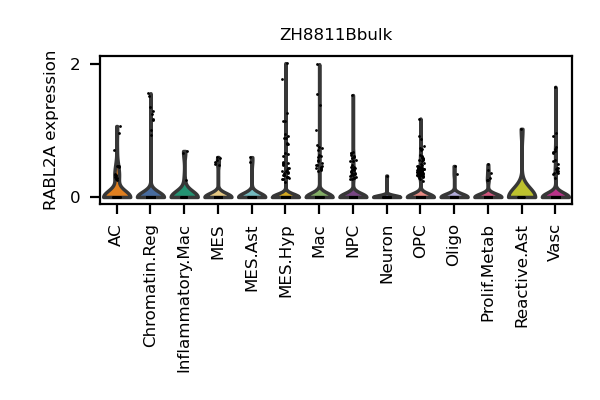 ZH8811Bbulk
RABL2A expression
2
0
AC
Chromatin.Reg
Inflammatory.Mac
MES
MES.Ast
MES.Hyp
Mac
NPC
Neuron
OPC
Oligo
Prolif.Metab
Reactive.Ast
Vasc